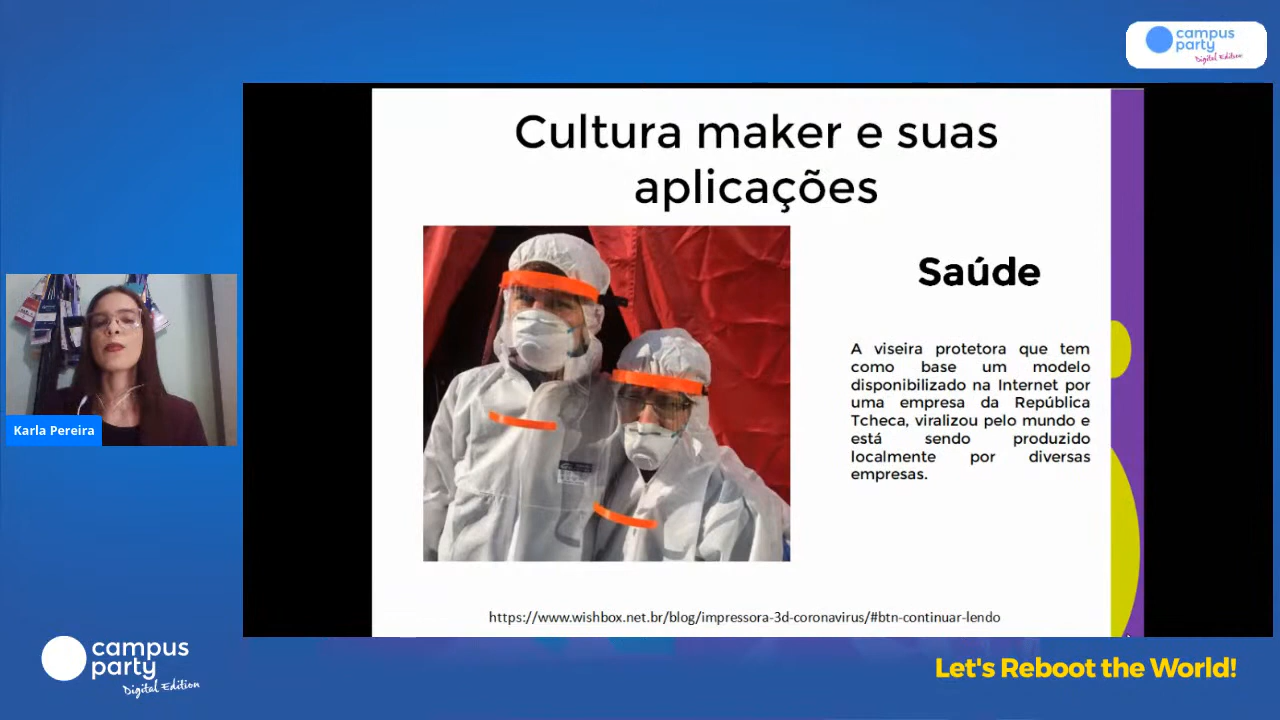 campus
party
Digital Edition
Cultura maker e suas
aplicações
Saúde
A viseira protetora que tem
como base um modelo
disponibilizado na Internet por
uma empresa da República
Tcheca, viralizou pelo mundo e
está sendo produzido
localmente por diversas
empresas.
https://www.wishbox.net.br/blog/impressora-3d-coronavirus/#btn-continuar-lendo
Karla Pereira
campus
party
Digital Edition
Let's Reboot the World!